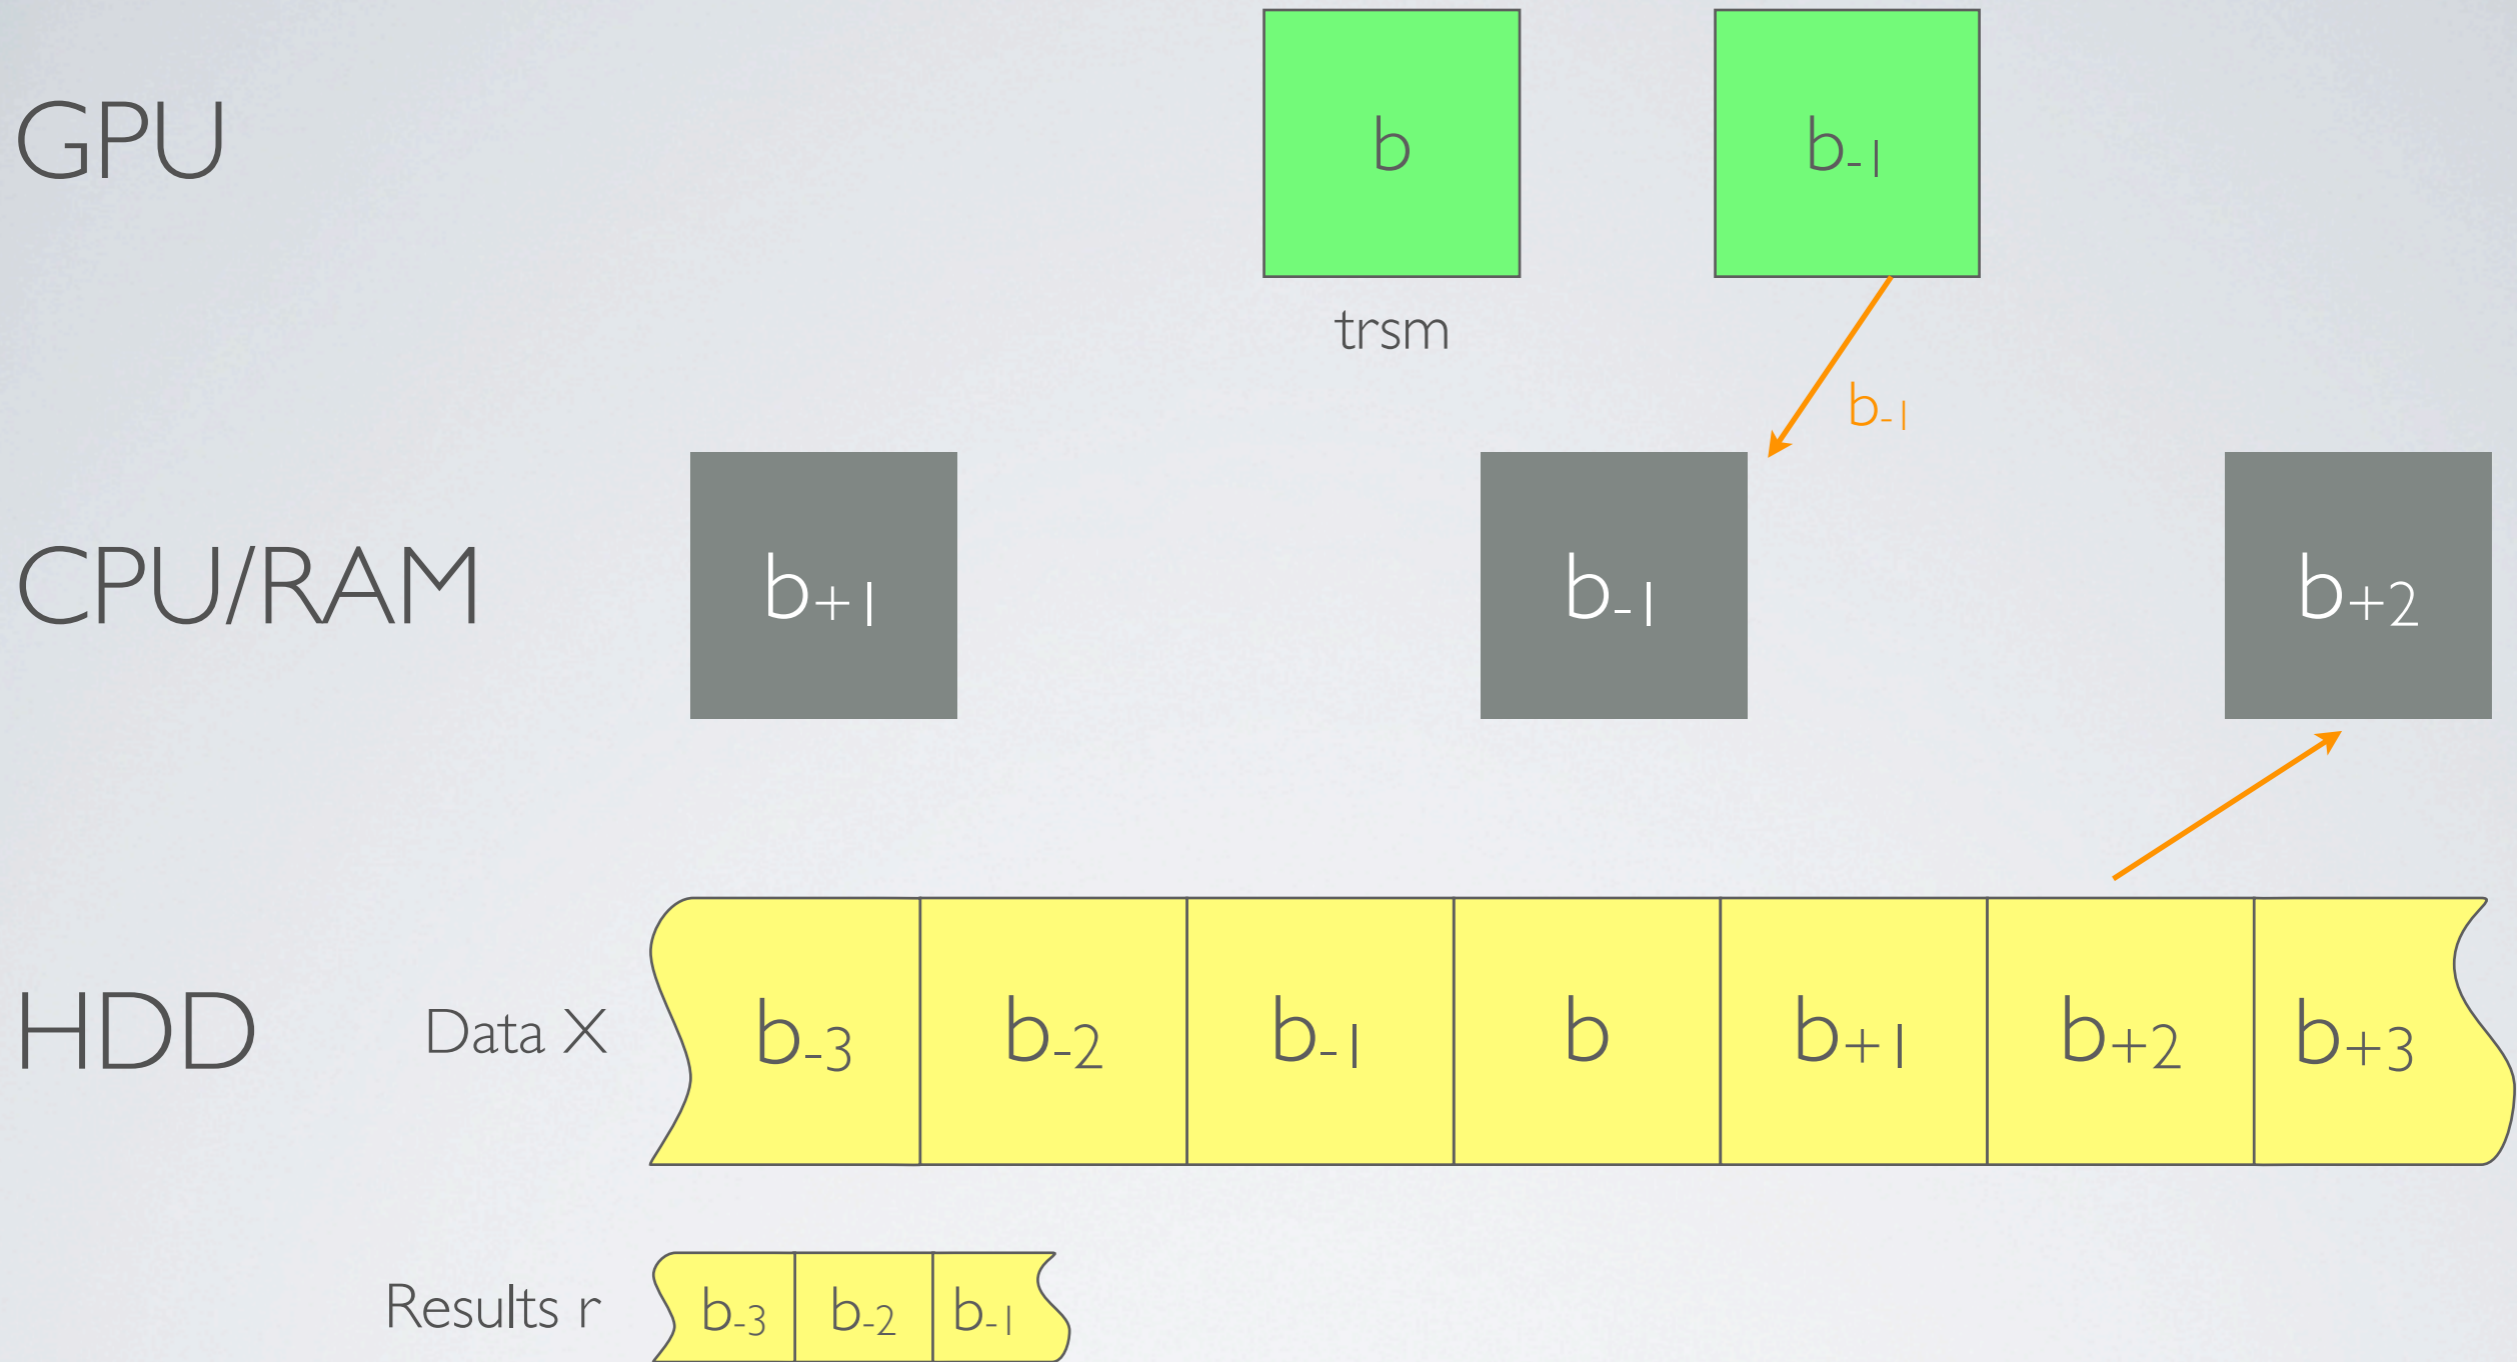 GPU
b
b-1
trsm
b-1
CPU/RAM
b+1
b-1
b+2
HDD
Data X
b-3
b-2
b-1
b
b+1
b+2
b+3
Results r
b-3
b-2
b-1